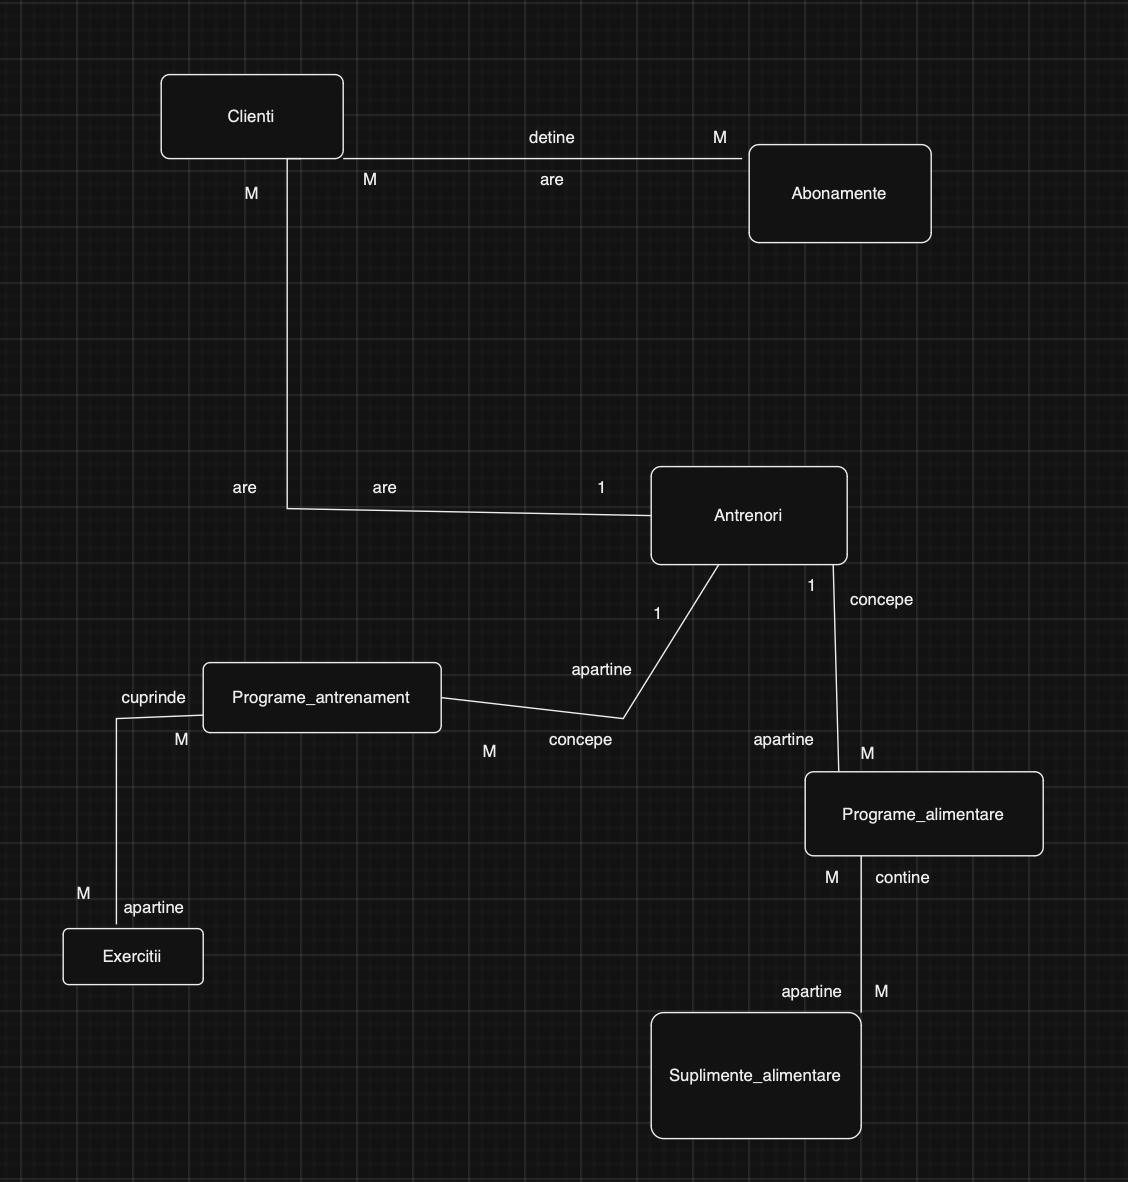 Clienti
detine
M
M
M
are
Abonamente
are
are
1
Antrenori
1
concepe
1
apartine
cuprinde
Programe_antrenament
M
M
concepe
apartine
M
Programe_alimentare
M
contine
M
apartine
Exercitii
apartine
M
Suplimente_alimentare